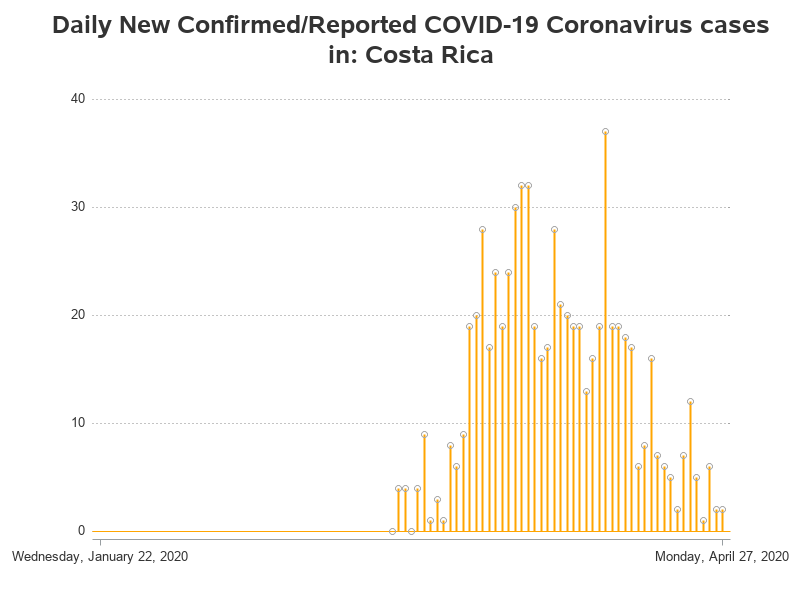 Daily New Confirmed/Reported COVID-19 Coronavirus cases
in: Costa Rica
40
30
20
10
0
Wednesday, January 22, 2020
Monday, April 27, 2020